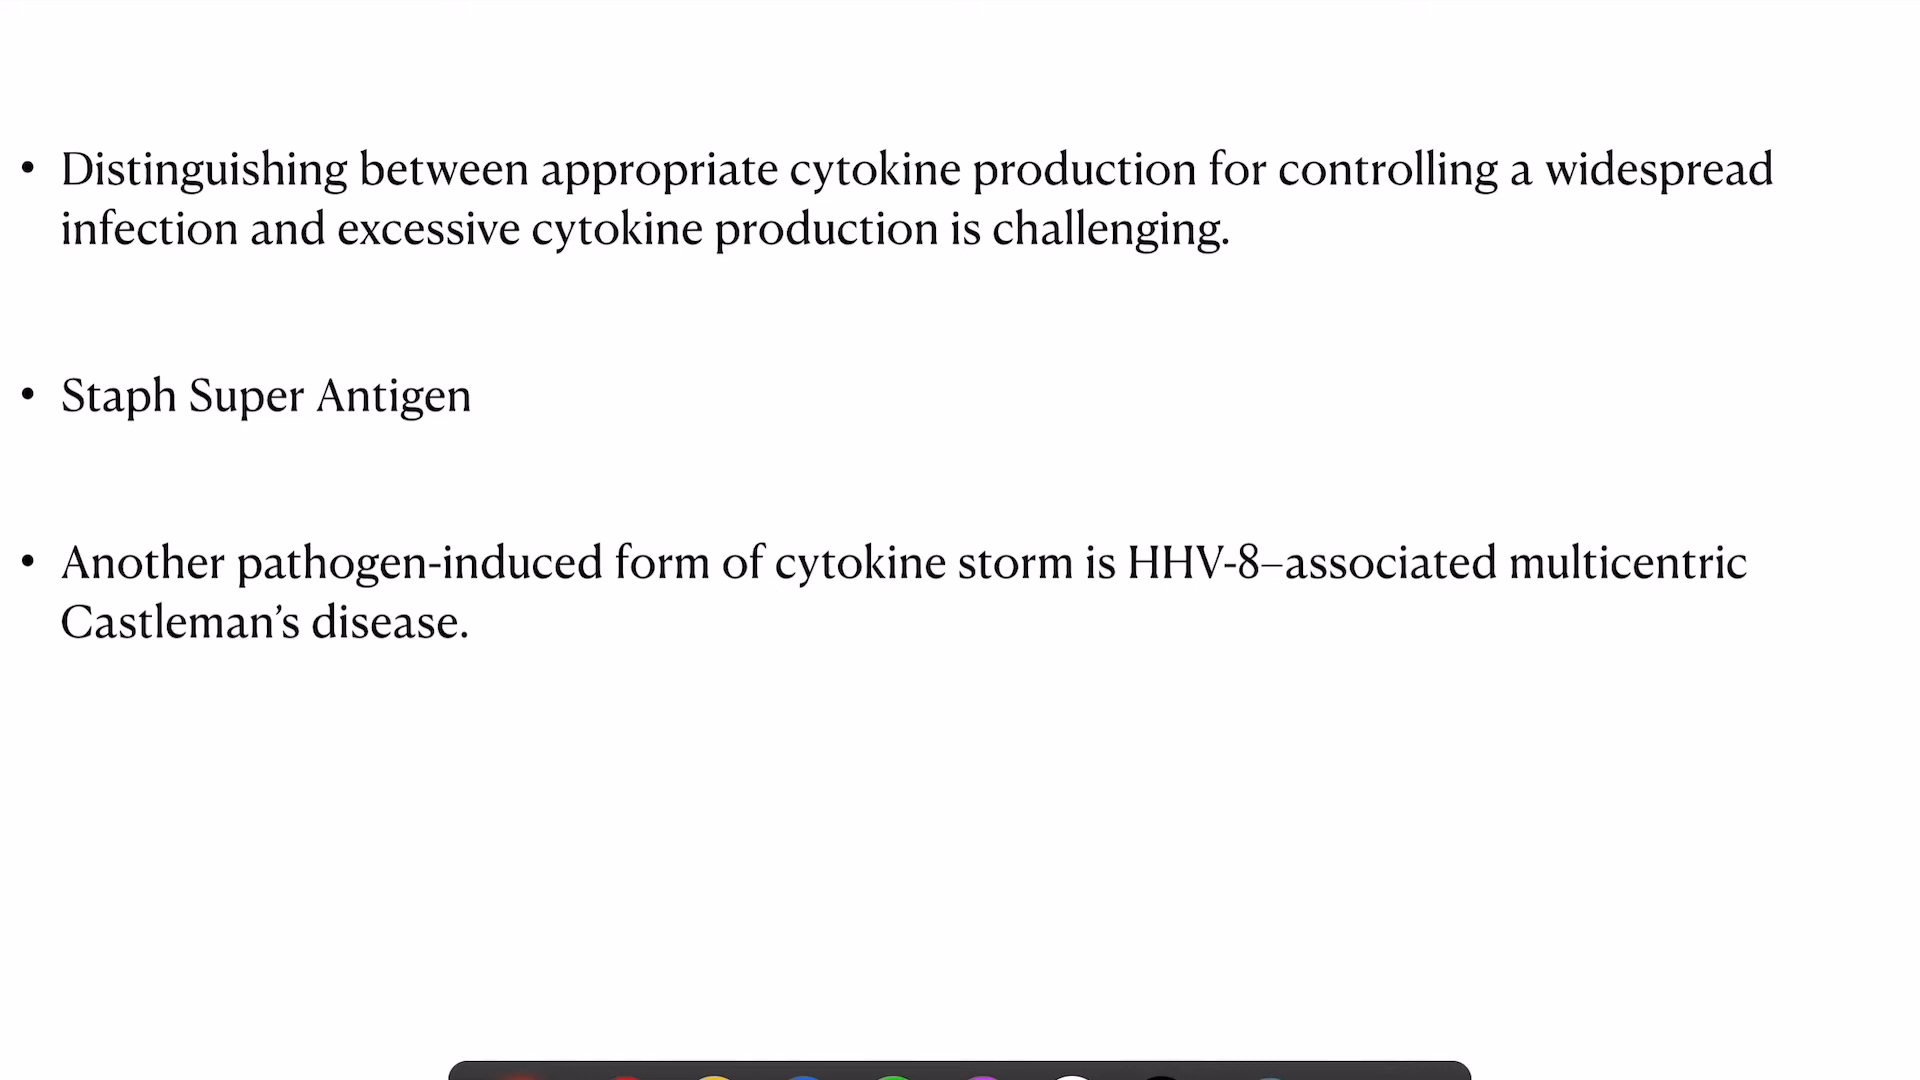 • Distinguishing between appropriate cytokine production for controlling a widespread
infection and excessive cytokine production is challenging.
• Staph Super Antigen
• Another pathogen-induced form of cytokine storm is HHV-8–associated multicentric
Castleman’s disease.